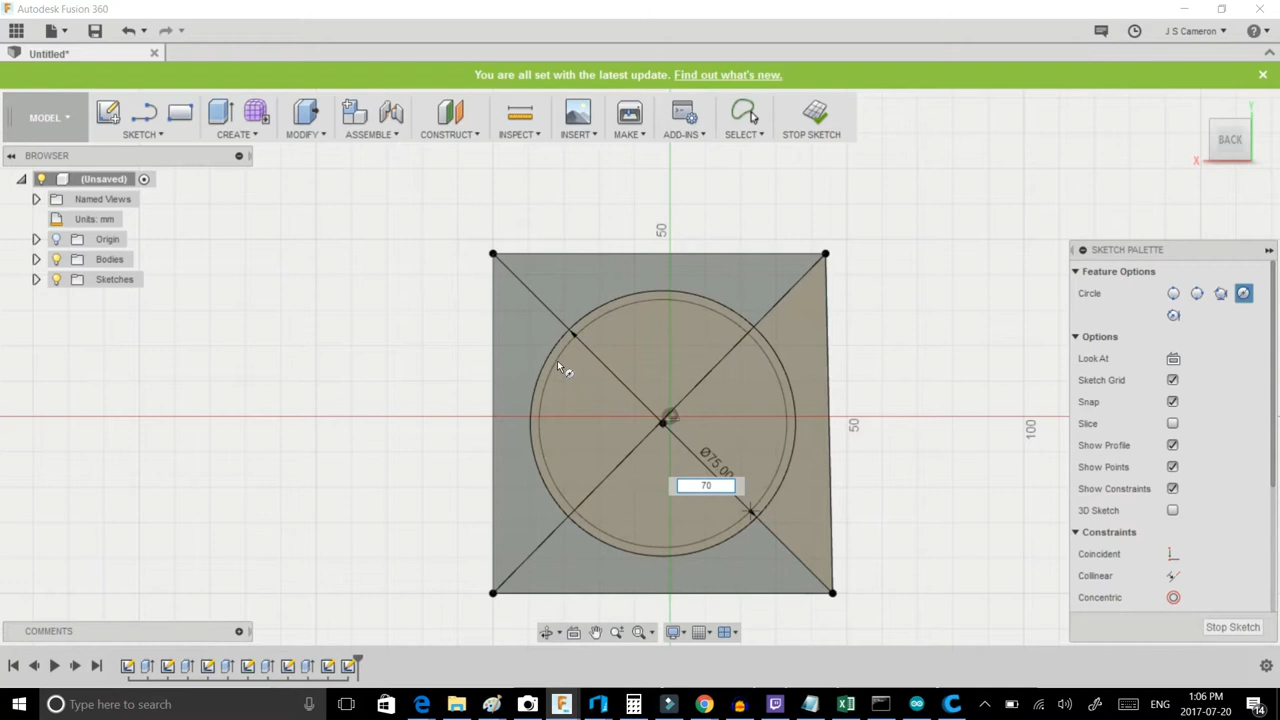 Autodesk Fusion 360
J S Cameron
Untitled*
You are all set with the latest update. Find out what's new.
MODEL
SKETCH
CREATE
MODIFY
ASSEMBLE
CONSTRUCT
INSPECT
INSERT
MAKE
ADD-INS
SELECT
STOP SKETCH
BACK
Y
X
BROWSER
(Unsaved)
Named Views
Units: mm
Origin
Bodies
Sketches
50
50
100
Ø75.00
70
SKETCH PALETTE
Feature Options
Circle
Options
Look At
Sketch Grid
Snap
Slice
Show Profile
Show Points
Show Constraints
3D Sketch
Constraints
Coincident
Collinear
Concentric
Stop Sketch
COMMENTS
Type here to search
ENG
1:06 PM
2017-07-20
14